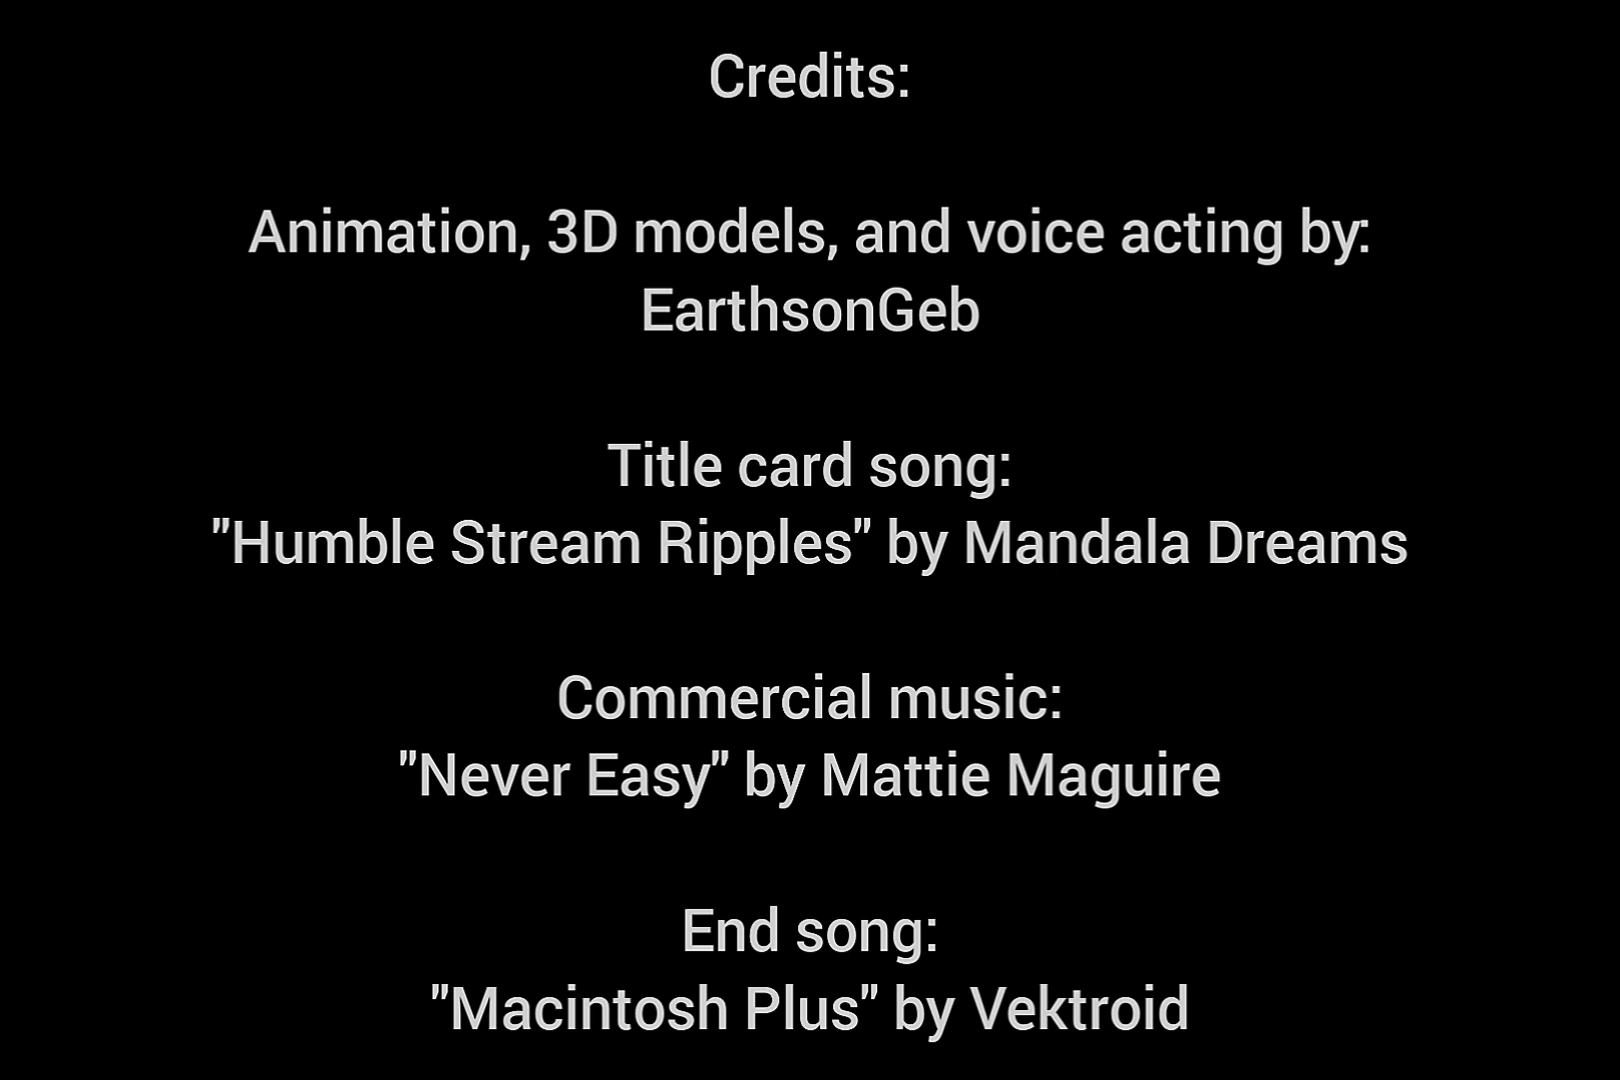 Credits:
Animation, 3D models, and voice acting by:
EarthsonGeb
Title card song:
"Humble Stream Ripples" by Mandala Dreams
Commercial music:
"Never Easy" by Mattie Maguire
End song:
"Macintosh Plus" by Vektroid